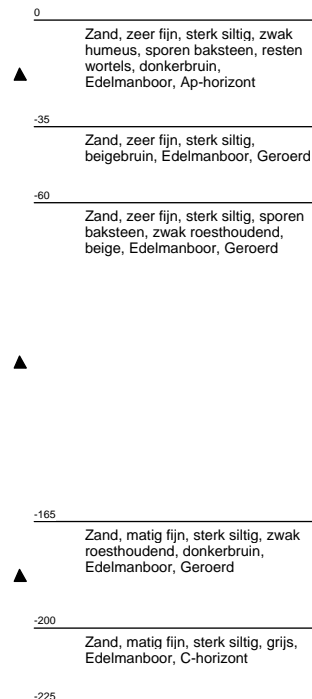 0
Zand, zeer fijn, sterk siltig, zwak
humeus, sporen baksteen, resten
wortels, donkerbruin,
Edelmanboor, Ap-horizont
-35
Zand, zeer fijn, sterk siltig,
beigebruin, Edelmanboor, Geroerd
-60
Zand, zeer fijn, sterk siltig, sporen
baksteen, zwak roesthoudend,
beige, Edelmanboor, Geroerd
-165
Zand, matig fijn, sterk siltig, zwak
roesthoudend, donkerbruin,
Edelmanboor, Geroerd
-200
Zand, matig fijn, sterk siltig, grijs,
Edelmanboor, C-horizont
-225